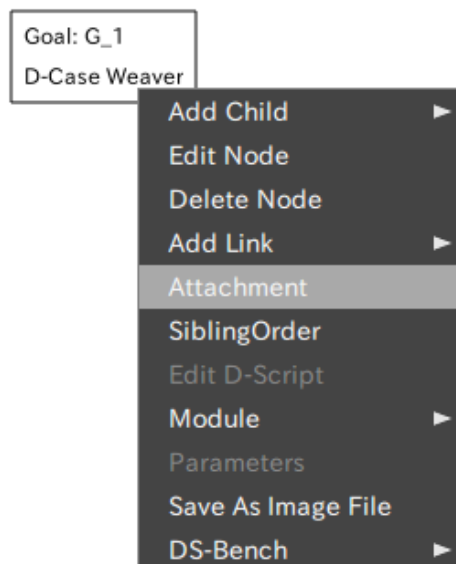 Goal: G_1
D-Case Weaver
Add Child
Edit Node
Delete Node
Add Link
Attachment
SiblingOrder
Edit D-Script
Module
Parameters
Save As Image File
DS-Bench